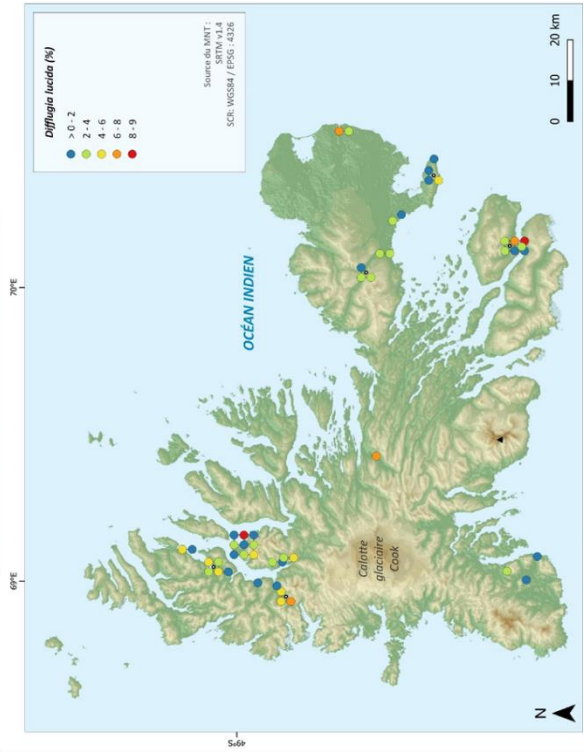 Difflugia lucida (%)
> 0 - 2
2 - 4
4 - 6
6 - 8
8 - 9
Source du MNT :
SRTM v1.4
SCR: WGS84 / EPSG : 4326
OCÉAN INDIEN
Calotte
glaciaire
Cook
69°E
70°E
49°S
N
0 10 20 km